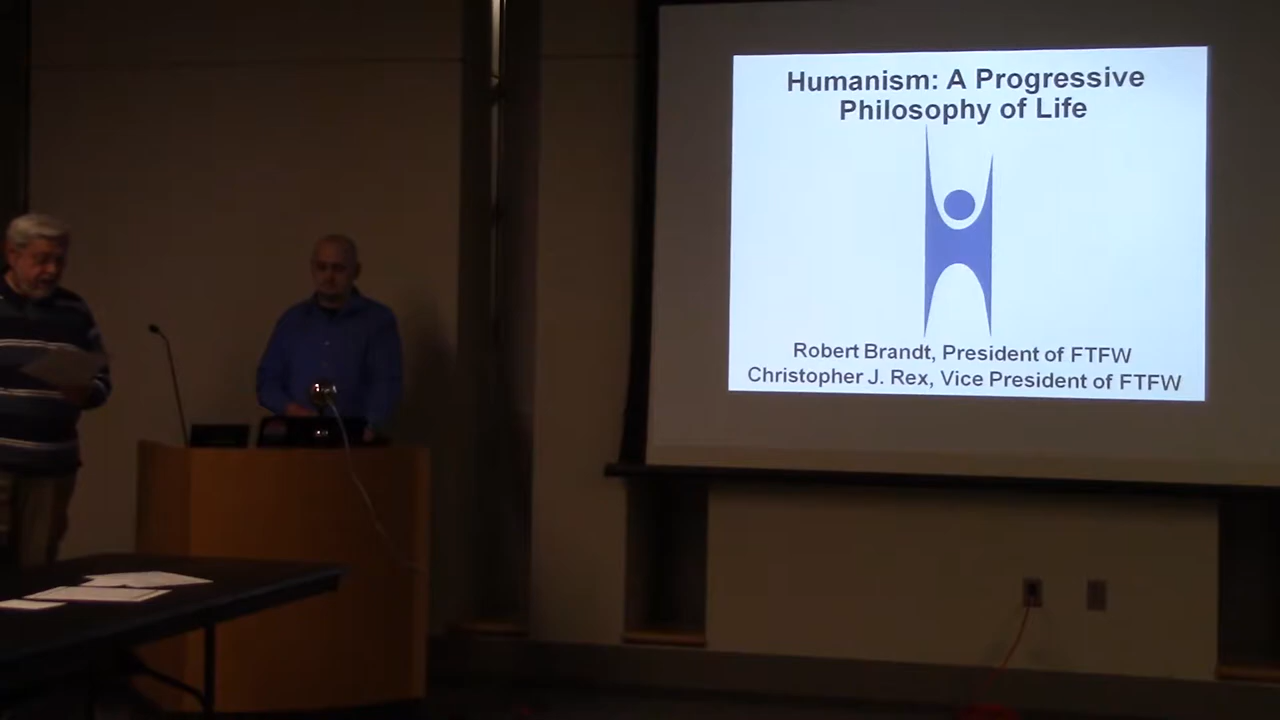 Humanism: A Progressive
Philosophy of Life
Robert Brandt, President of FTFW
Christopher J. Rex, Vice President of FTFW